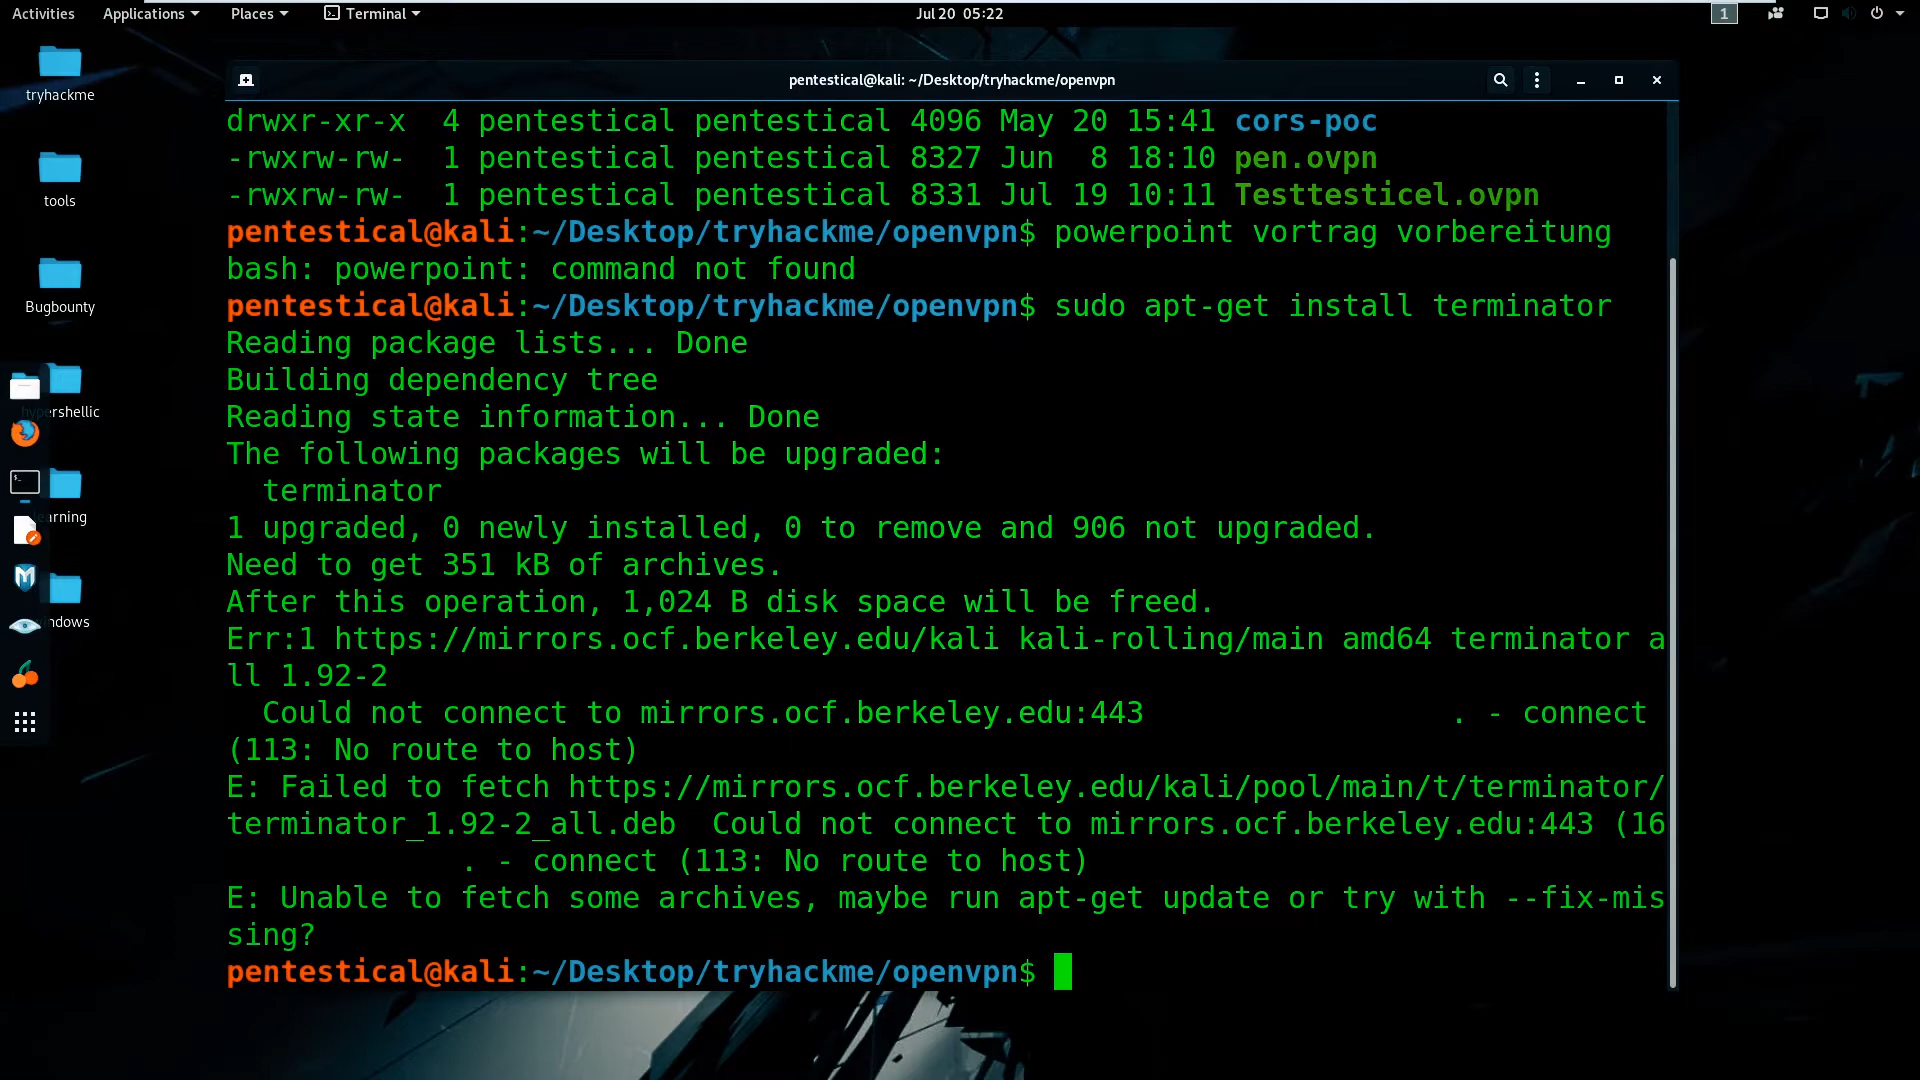 Activities Applications Places Terminal Jul 20 05:22 1
pentestical@kali: ~/Desktop/tryhackme/openvpn
tryhackme
tools
Bugbounty
hypershellic
earning
ndows
drwxr-xr-x  4 pentestical pentestical 4096 May 20 15:41 cors-poc
-rwxrw-rw-  1 pentestical pentestical 8327 Jun  8 18:10 pen.ovpn
-rwxrw-rw-  1 pentestical pentestical 8331 Jul 19 10:11 Testtesticel.ovpn
pentestical@kali:~/Desktop/tryhackme/openvpn$ powerpoint vortrag vorbereitung
bash: powerpoint: command not found
pentestical@kali:~/Desktop/tryhackme/openvpn$ sudo apt-get install terminator
Reading package lists... Done
Building dependency tree
Reading state information... Done
The following packages will be upgraded:
  terminator
1 upgraded, 0 newly installed, 0 to remove and 906 not upgraded.
Need to get 351 kB of archives.
After this operation, 1,024 B disk space will be freed.
Err:1 https://mirrors.ocf.berkeley.edu/kali kali-rolling/main amd64 terminator a
ll 1.92-2
  Could not connect to mirrors.ocf.berkeley.edu:443 . - connect
(113: No route to host)
E: Failed to fetch https://mirrors.ocf.berkeley.edu/kali/pool/main/t/terminator/
terminator_1.92-2_all.deb  Could not connect to mirrors.ocf.berkeley.edu:443 (16
. - connect (113: No route to host)
E: Unable to fetch some archives, maybe run apt-get update or try with --fix-mis
sing?
pentestical@kali:~/Desktop/tryhackme/openvpn$